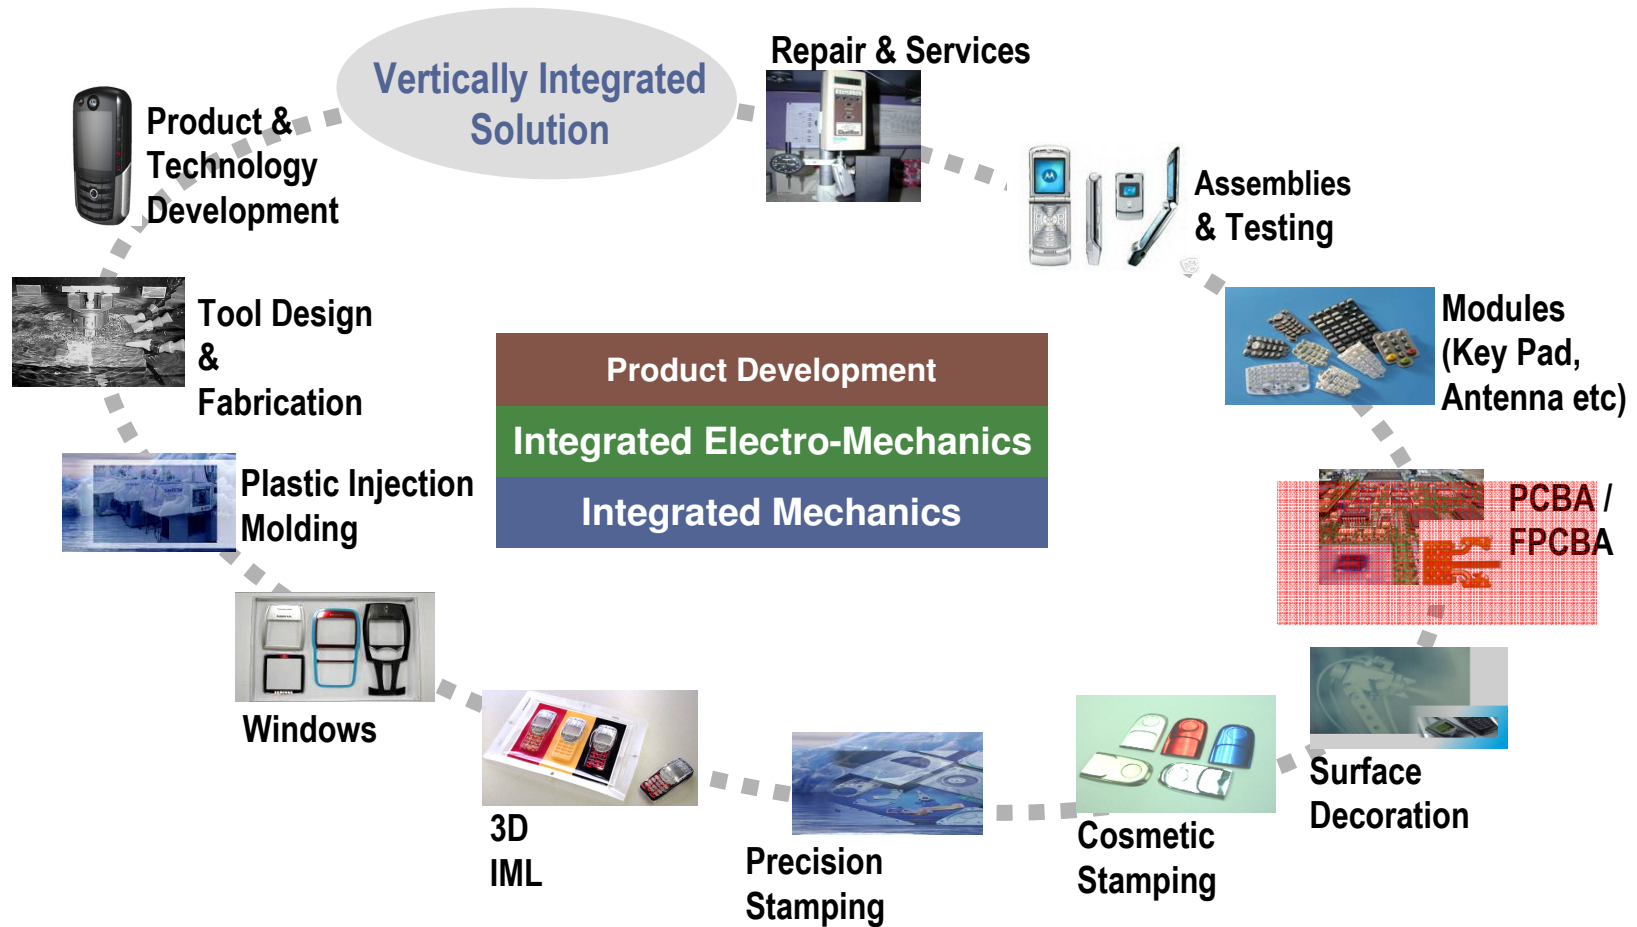 Vertically Integrated
Solution
Repair & Services
Product &
Technology
Development
Assemblies
& Testing
Tool Design
&
Fabrication
Modules
(Key Pad,
Antenna etc)
Product Development
Integrated Electro-Mechanics
Integrated Mechanics
Plastic Injection
Molding
PCBA /
FPCBA
Windows
3D
IML
Precision
Stamping
Cosmetic
Stamping
Surface
Decoration